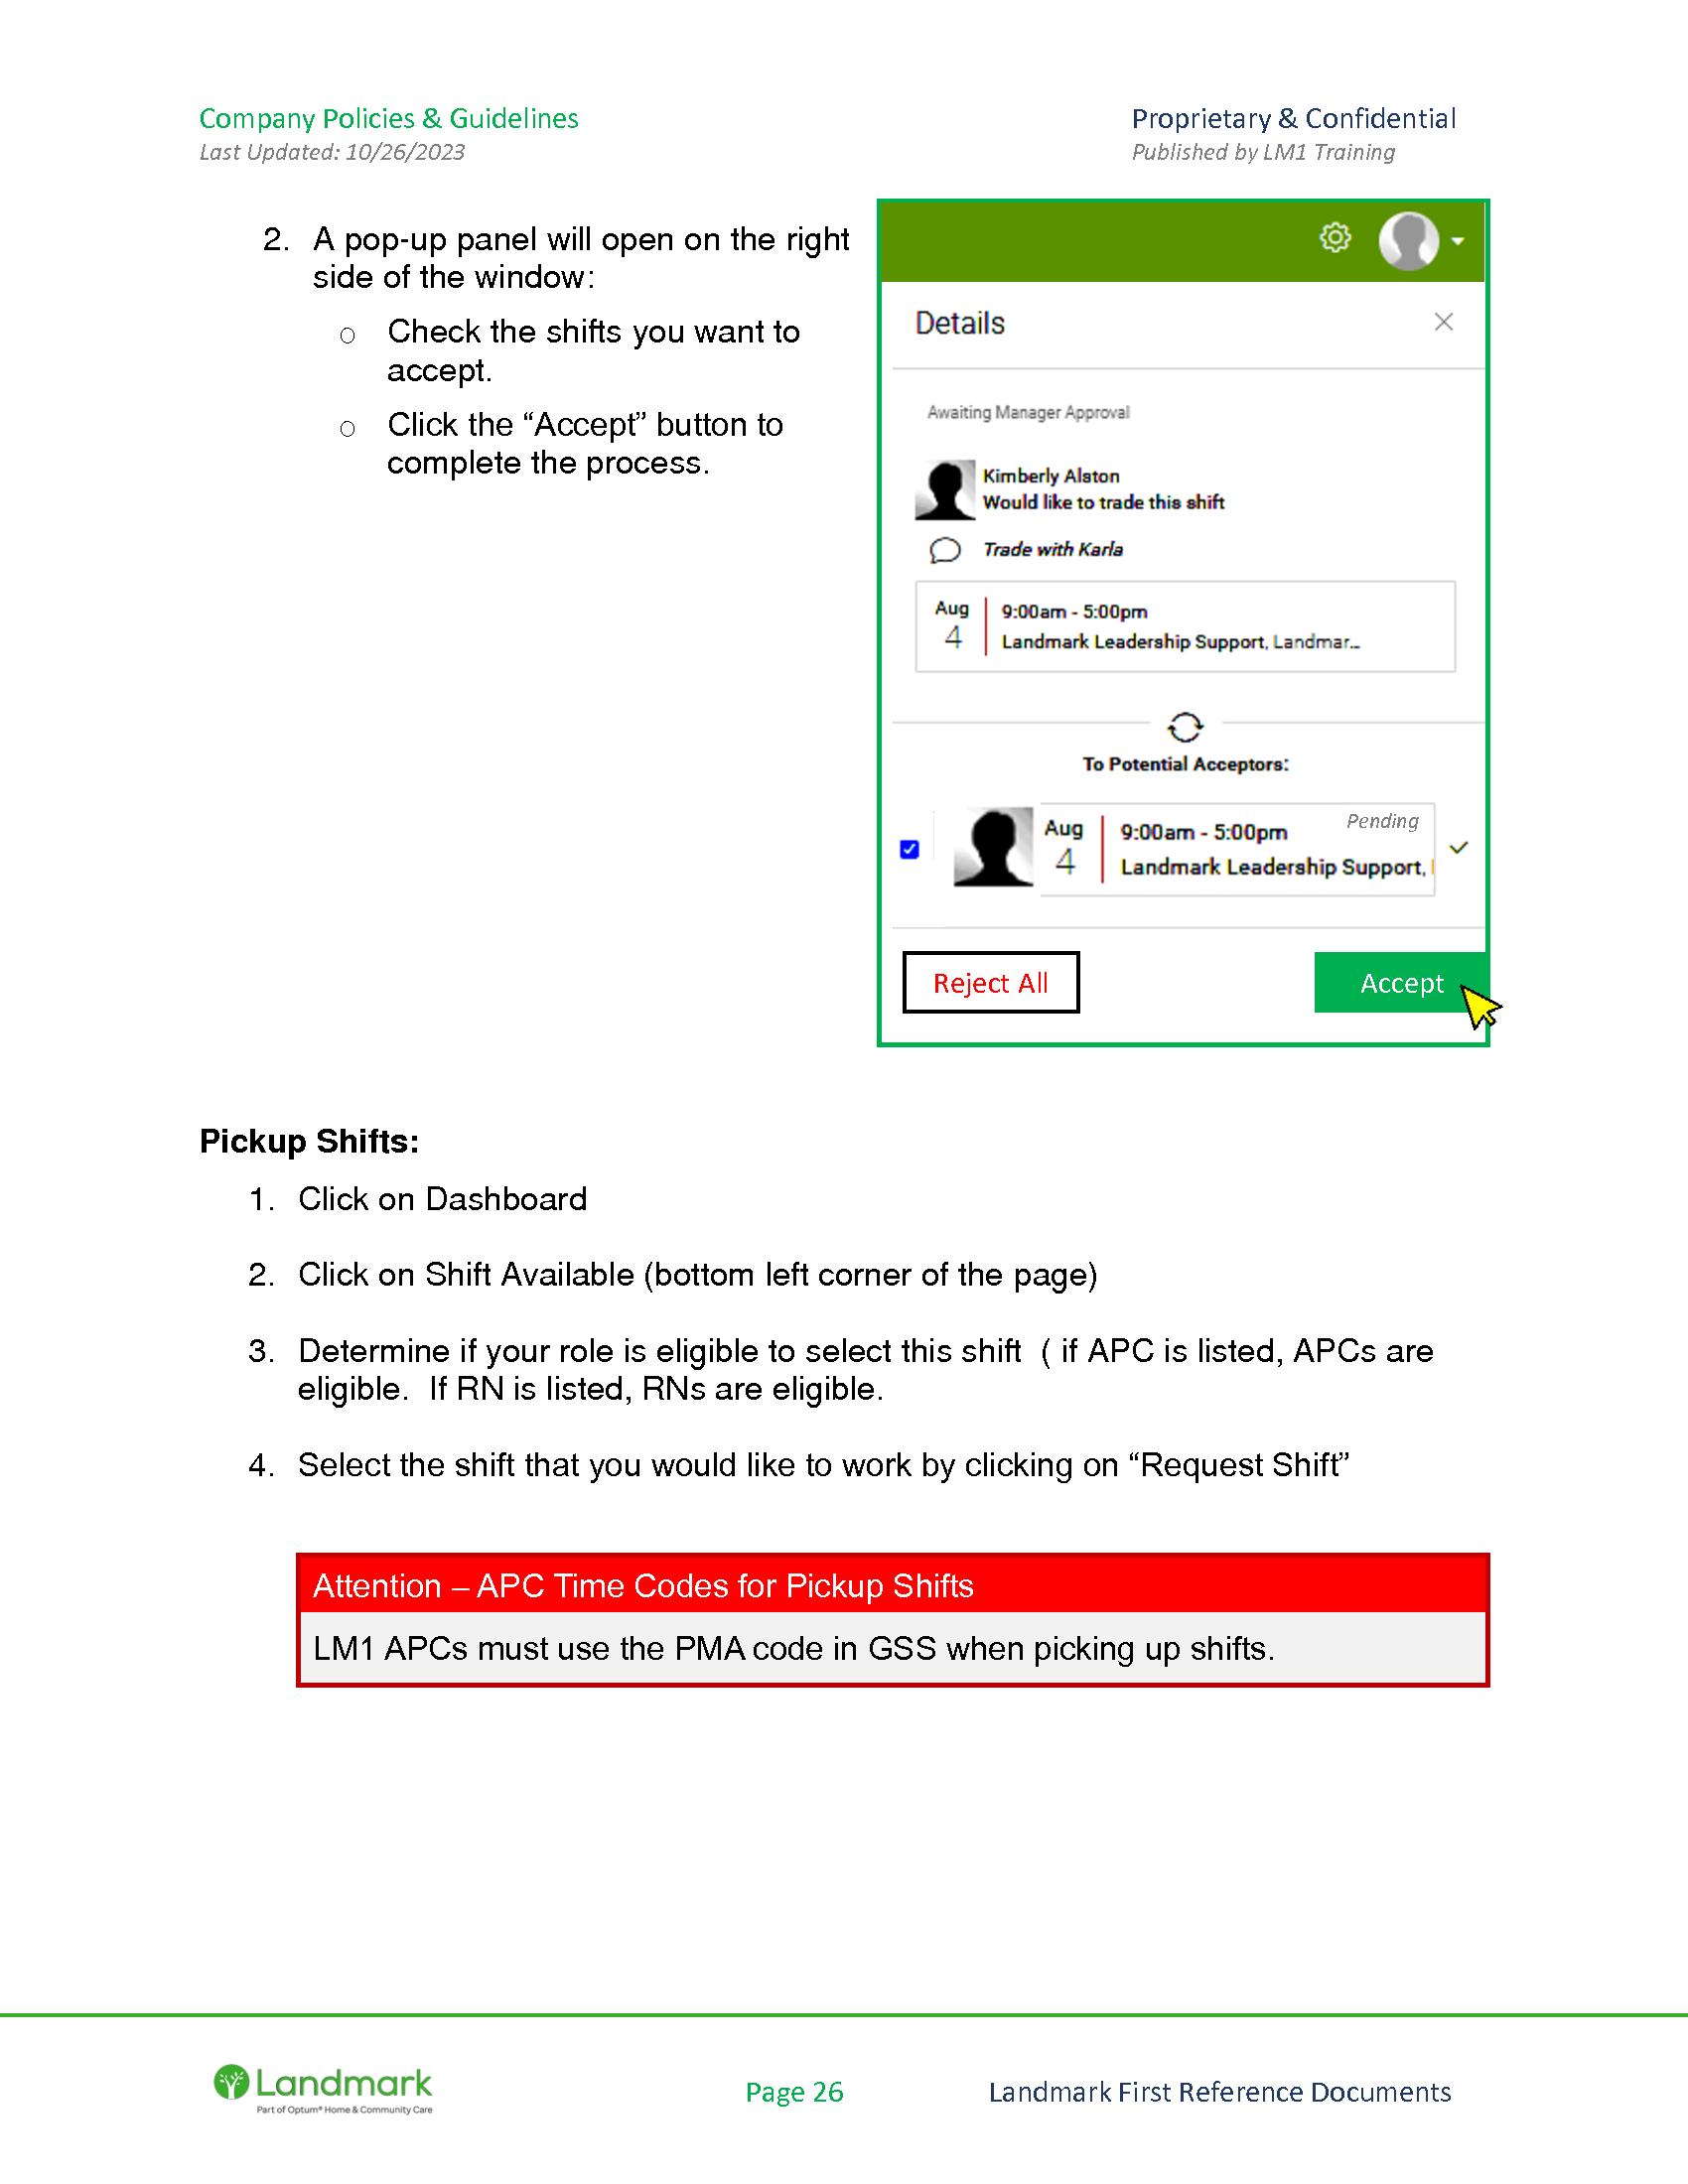 Company Policies & Guidelines
Proprietary & Confidential
Last Updated: 10/26/2023
Published by LM1 Training
2. A pop-up panel will open on the right
side of the window:
o Check the shifts you want to
accept.
o Click the “Accept” button to
complete the process.
Details
Awaiting Manager Approval
Kimberly Alston
Would like to trade this shift
Trade with Karla
Aug
4
9:00am - 5:00pm
Landmark Leadership Support, Landmar...
To Potential Acceptors:
Aug
4
9:00am - 5:00pm
Pending
Landmark Leadership Support,
Reject All
Accept
Pickup Shifts:
1. Click on Dashboard
2. Click on Shift Available (bottom left corner of the page)
3. Determine if your role is eligible to select this shift  ( if APC is listed, APCs are
eligible.  If RN is listed, RNs are eligible.
4. Select the shift that you would like to work by clicking on “Request Shift”
Attention – APC Time Codes for Pickup Shifts
LM1 APCs must use the PMA code in GSS when picking up shifts.
Landmark
Part of Optum® Home & Community Care
Page 26
Landmark First Reference Documents